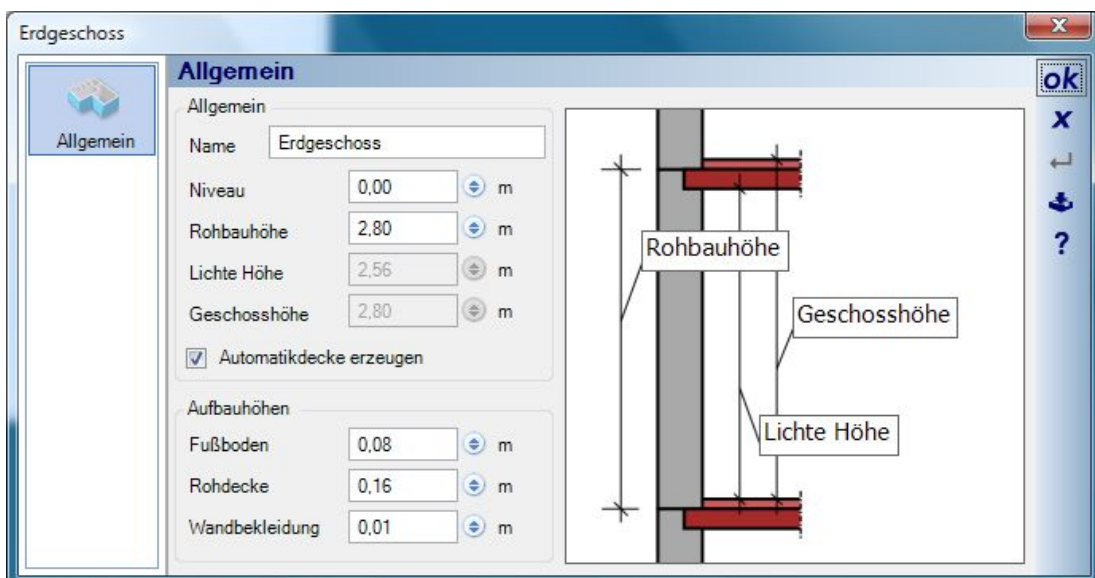 Erdgeschoss
X
Allgemein
Allgemein
Allgemein
Name Erdgeschoss
Niveau 0,00 m
Rohbauhöhe 2,80 m
Lichte Höhe 2,56 m
Geschosshöhe 2,80 m
Automatikdecke erzeugen
Aufbauhöhen
Fußboden 0,08 m
Rohdecke 0,16 m
Wandbekleidung 0,01 m
Rohbauhöhe
Geschosshöhe
Lichte Höhe
ok
x
?